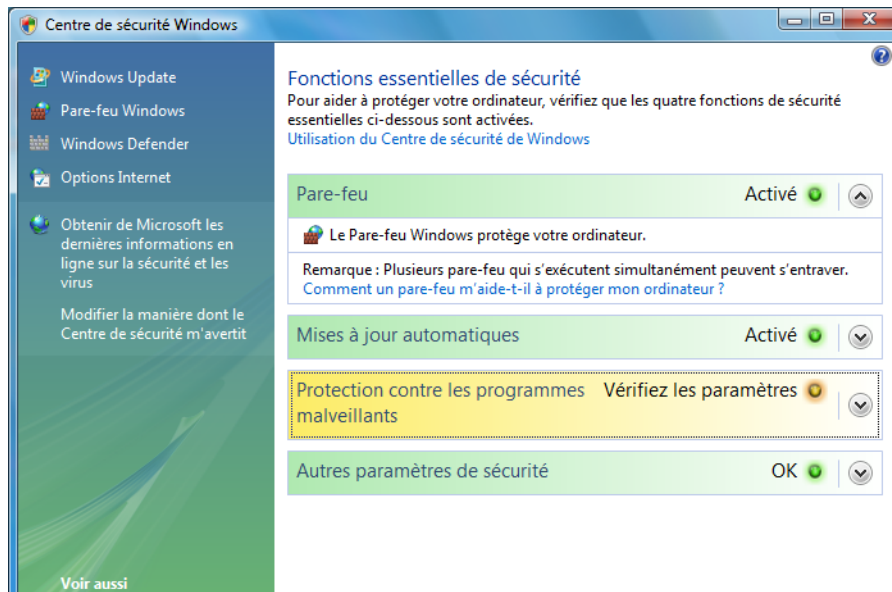 Centre de sécurité Windows
Windows Update
Pare-feu Windows
Windows Defender
Options Internet
Obtenir de Microsoft les
dernières informations en
ligne sur la sécurité et les
virus
Modifier la manière dont le
Centre de sécurité m'avertit
Voir aussi
Fonctions essentielles de sécurité
Pour aider à protéger votre ordinateur, vérifiez que les quatre fonctions de sécurité
essentielles ci-dessous sont activées.
Utilisation du Centre de sécurité de Windows
Pare-feu Activé
Le Pare-feu Windows protège votre ordinateur.
Remarque : Plusieurs pare-feu qui s'exécutent simultanément peuvent s'entraver.
Comment un pare-feu m'aide-t-il à protéger mon ordinateur ?
Mises à jour automatiques Activé
Protection contre les programmes Vérifiez les paramètres
malveillants
Autres paramètres de sécurité OK